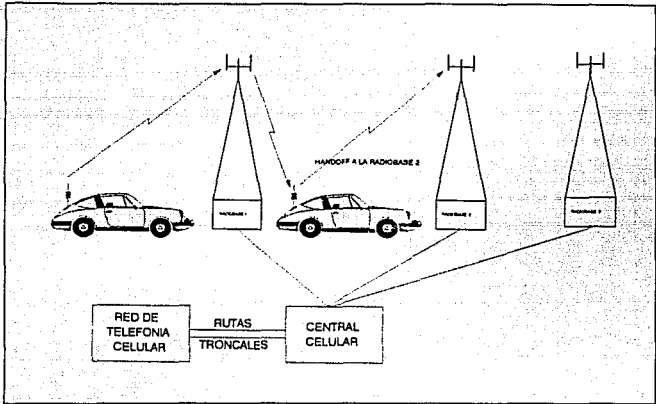 HANDOFF A LA RADIOBASE 2
RADIOBASE 1
RADIOBASE 2
RADIOBASE 3
RED DE
TELEFONIA
CELULAR
RUTAS
TRONCALES
CENTRAL
CELULAR